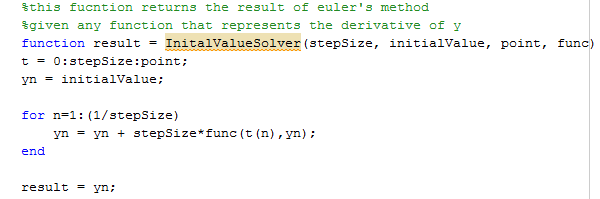 %this fucntion returns the result of euler's method
%given any function that represents the derivative of y
function result = InitalValueSolver(stepSize, initialValue, point, func)
t = 0:stepSize:point;
yn = initialValue;
for n=1:(1/stepSize)
yn = yn + stepSize*func(t(n),yn);
end
result = yn;